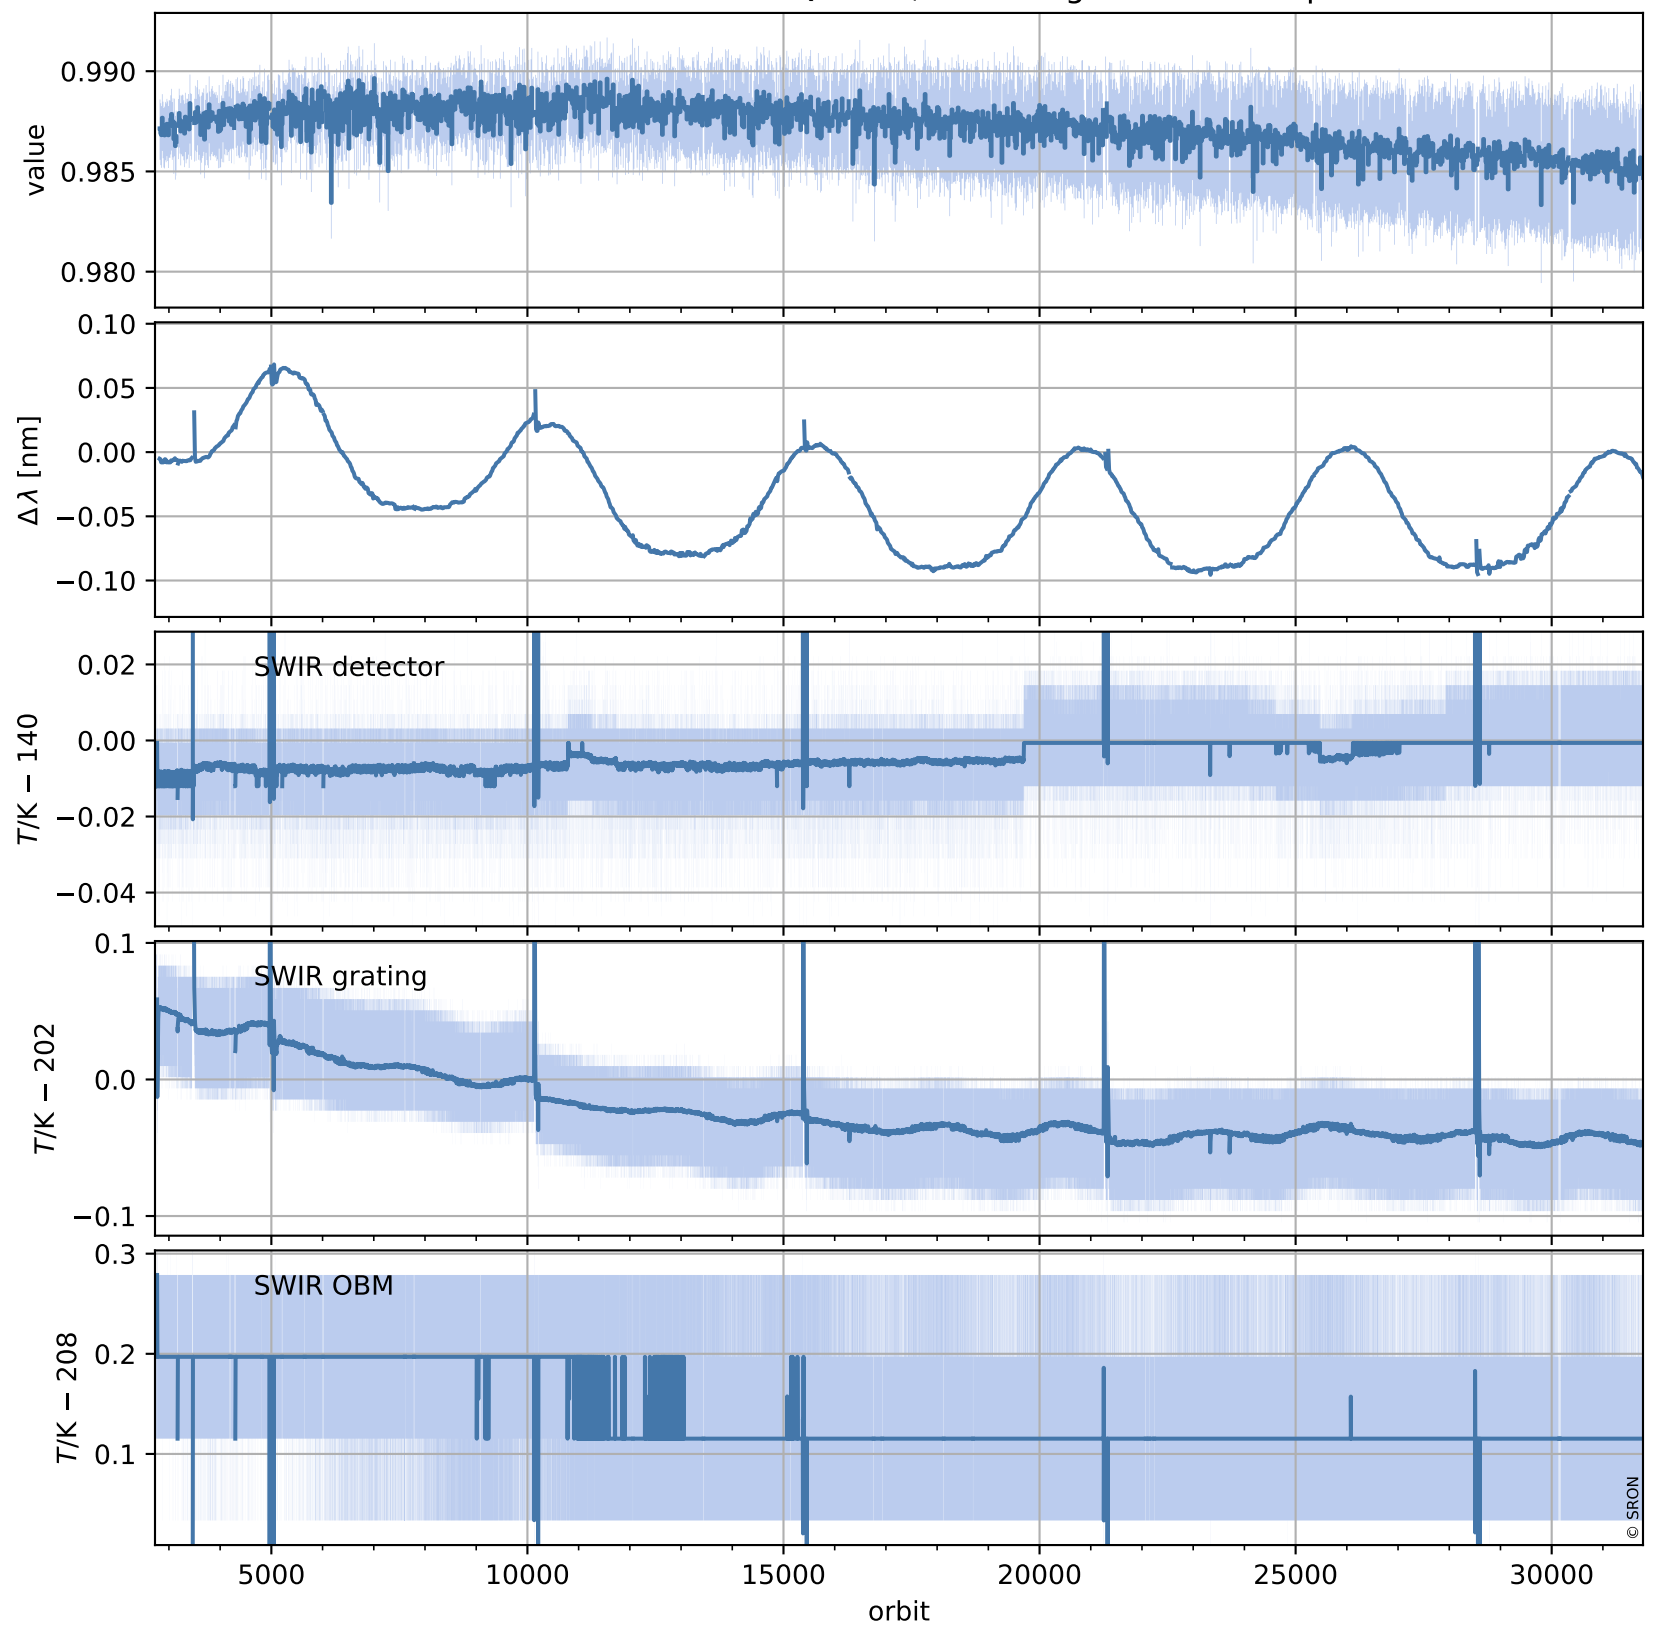 0.990
0.985
0.980
value
0.10
0.05
0.00
−0.05
−0.10
Δλ [nm]
SWIR detector
0.02
0.00
−0.02
−0.04
T/K − 140
SWIR grating
0.1
0.0
−0.1
T/K − 202
SWIR OBM
0.3
0.2
0.1
T/K − 208
© SRON
5000 10000 15000 20000 25000 30000
orbit